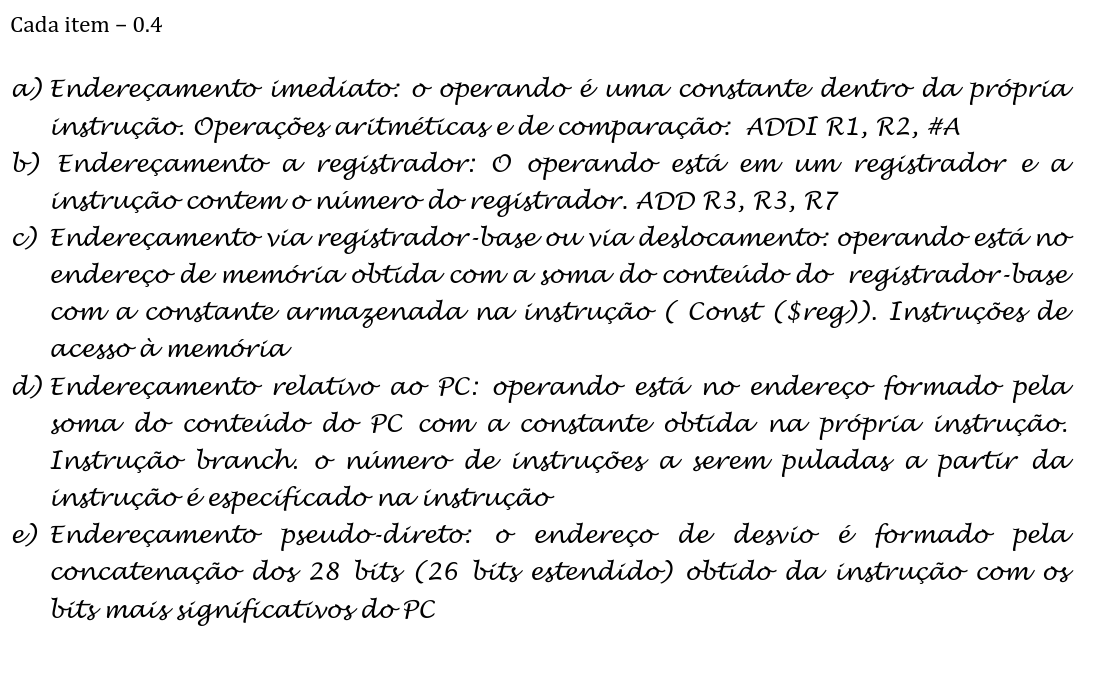 Cada item – 0.4
a) Endereçamento imediato: o operando é uma constante dentro da própria
instrução. Operações aritméticas e de comparação: ADDI R1, R2, #A
b) Endereçamento a registrador: O operando está em um registrador e a
instrução contem o número do registrador. ADD R3, R3, R7
c) Endereçamento via registrador-base ou via deslocamento: operando está no
endereço de memória obtida com a soma do conteúdo do registrador-base
com a constante armazenada na instrução ( Const ($reg)). Instruções de
acesso à memória
d) Endereçamento relativo ao PC: operando está no endereço formado pela
soma do conteúdo do PC com a constante obtida na própria instrução.
Instrução branch. o número de instruções a serem puladas a partir da
instrução é especificado na instrução
e) Endereçamento pseudo-direto: o endereço de desvio é formado pela
concatenação dos 28 bits (26 bits estendido) obtido da instrução com os
bits mais significativos do PC